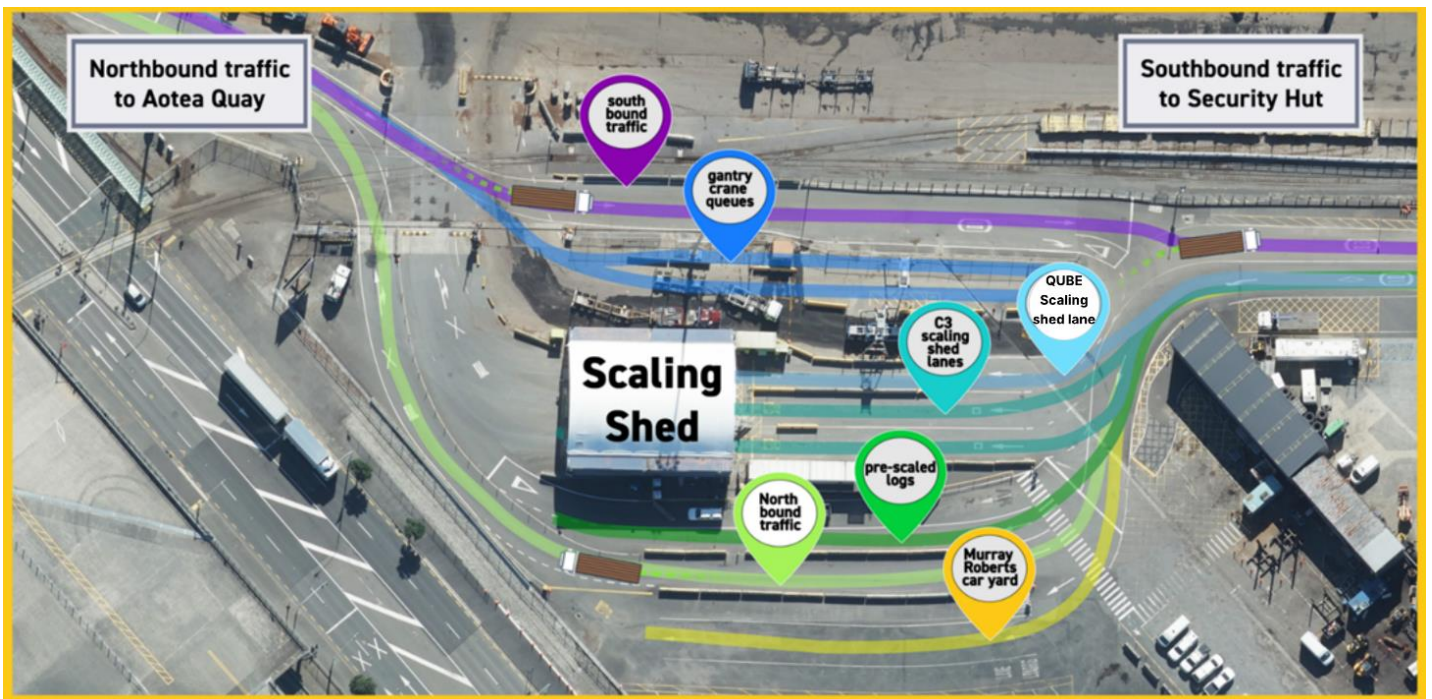 Northbound traffic
to Aotea Quay
Southbound traffic
to Security Hut
south
bound
traffic
gantry
crane
queues
QUBE
Scaling
shed lane
C3
scaling
shed
lanes
Scaling
Shed
pre-scaled
logs
North
bound
traffic
Murray
Roberts
car yard